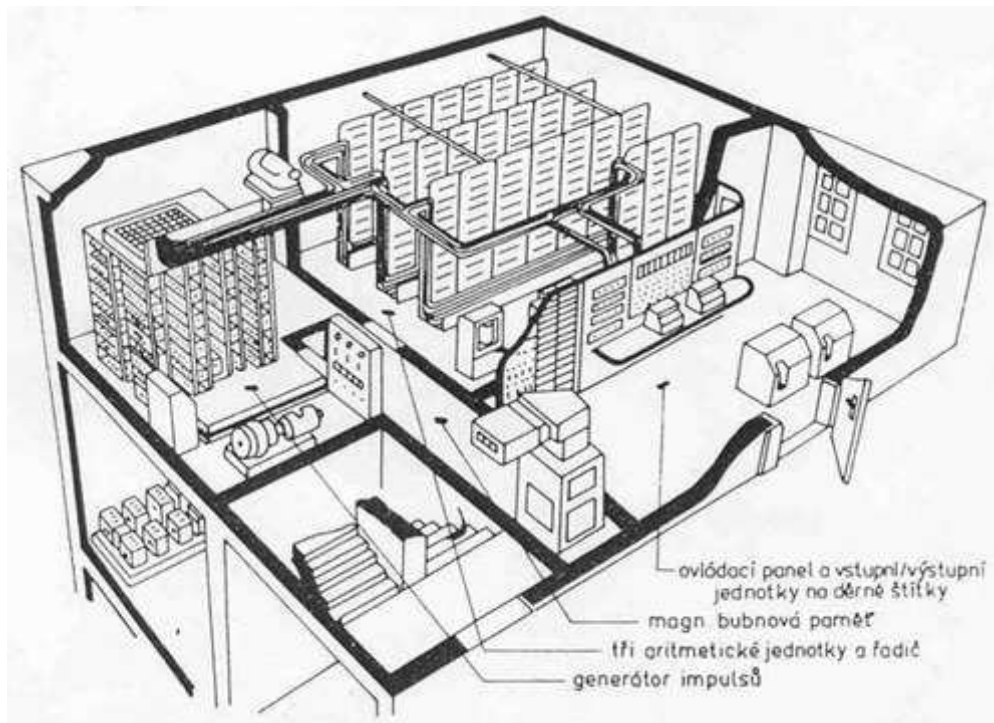 ovládací panel a vstupní/výstupní
jednotky na děrné štítky
magn bubnová paměť
tři aritmetické jednotky a řadič
generátor impulsů